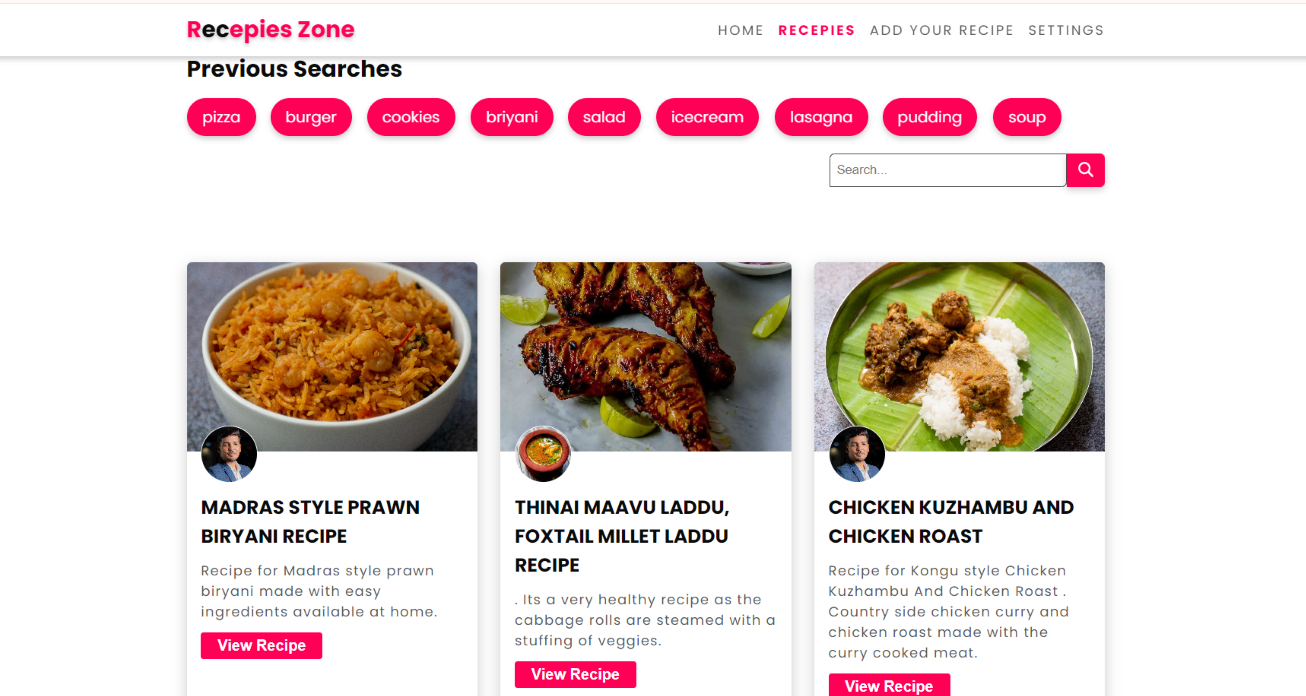 Recepies Zone
HOME RECEPIES ADD YOUR RECIPE SETTINGS
Previous Searches
pizza burger cookies briyani salad icecream lasagna pudding soup
Search...
MADRAS STYLE PRAWN
BIRYANI RECIPE
Recipe for Madras style prawn
biryani made with easy
ingredients available at home.
View Recipe
THINAI MAAVU LADDU,
FOXTAIL MILLET LADDU
RECIPE
. Its a very healthy recipe as the
cabbage rolls are steamed with a
stuffing of veggies.
View Recipe
CHICKEN KUZHAMBU AND
CHICKEN ROAST
Recipe for Kongu style Chicken
Kuzhambu And Chicken Roast .
Country side chicken curry and
chicken roast made with the
curry cooked meat.
View Recipe